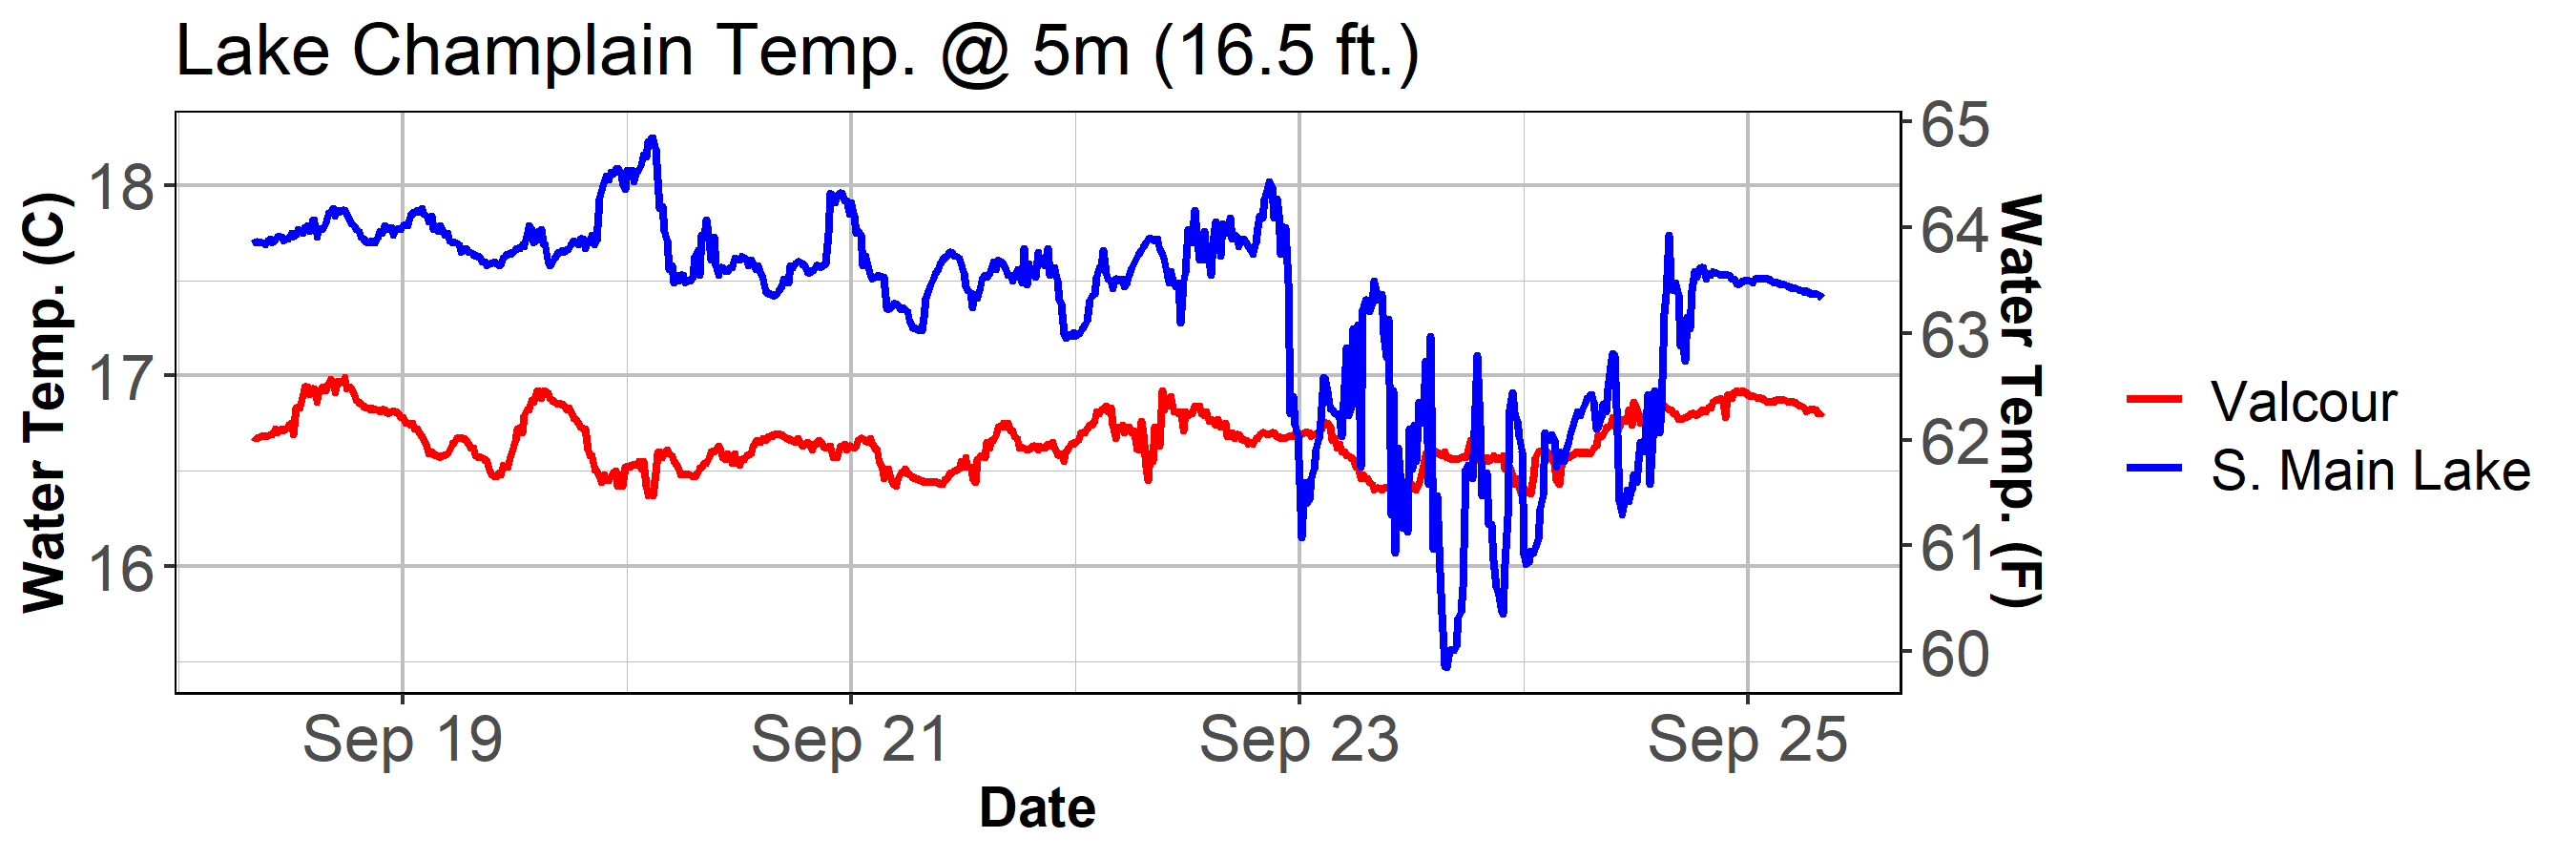 Lake Champlain Temp. @ 5m (16.5 ft.)
Water Temp. (C)
18
17
16
65
64
63
62
61
60
Water Temp. (F)
Sep 19
Sep 21
Sep 23
Sep 25
Date
Valcour
S. Main Lake